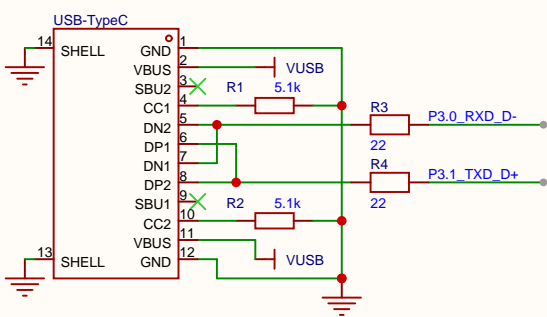 USB-TypeC
14 SHELL GND 1
VBUS 2 VUSB
SBU2 3
CC1 4 R1 5.1k
DN2 5 R3 22 P3.0_RXD_D-
DP1 6
DN1 7
DP2 8 R4 22 P3.1_TXD_D+
SBU1 9
CC2 10 R2 5.1k
VBUS 11 VUSB
13 SHELL GND 12